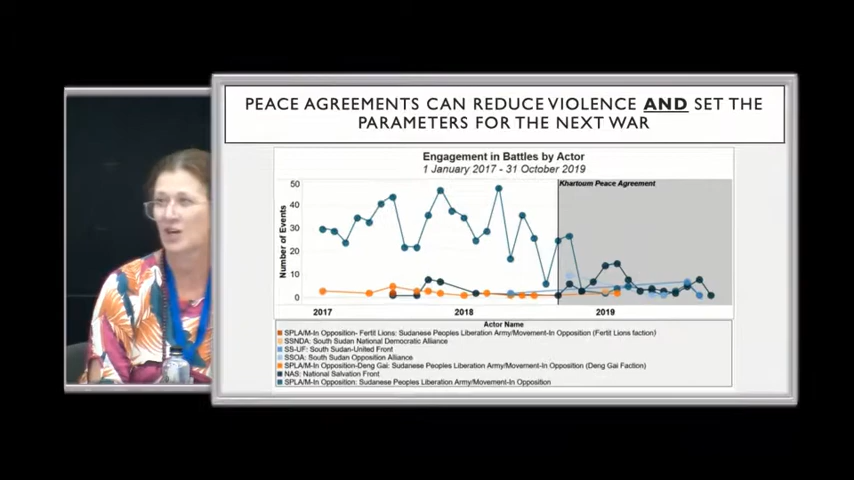 PEACE AGREEMENTS CAN REDUCE VIOLENCE AND SET THE
PARAMETERS FOR THE NEXT WAR
Engagement in Battles by Actor
1 January 2017 - 31 October 2019
Khartoum Peace Agreement
Number of Events
50
40
30
20
10
0
2017 2018 2019
Actor Name
SPLA/M-In Opposition- Fertit Lions: Sudanese Peoples Liberation Army/Movement-In Opposition (Fertit Lions faction)
SSNDA: South Sudan National Democratic Alliance
SS-UF: South Sudan-United Front
SSOA: South Sudan Opposition Alliance
SPLA/M-In Opposition-Deng Gai: Sudanese Peoples Liberation Army/Movement-In Opposition (Deng Gai Faction)
NAS: National Salvation Front
SPLA/M-In Opposition: Sudanese Peoples Liberation Army/Movement-In Opposition